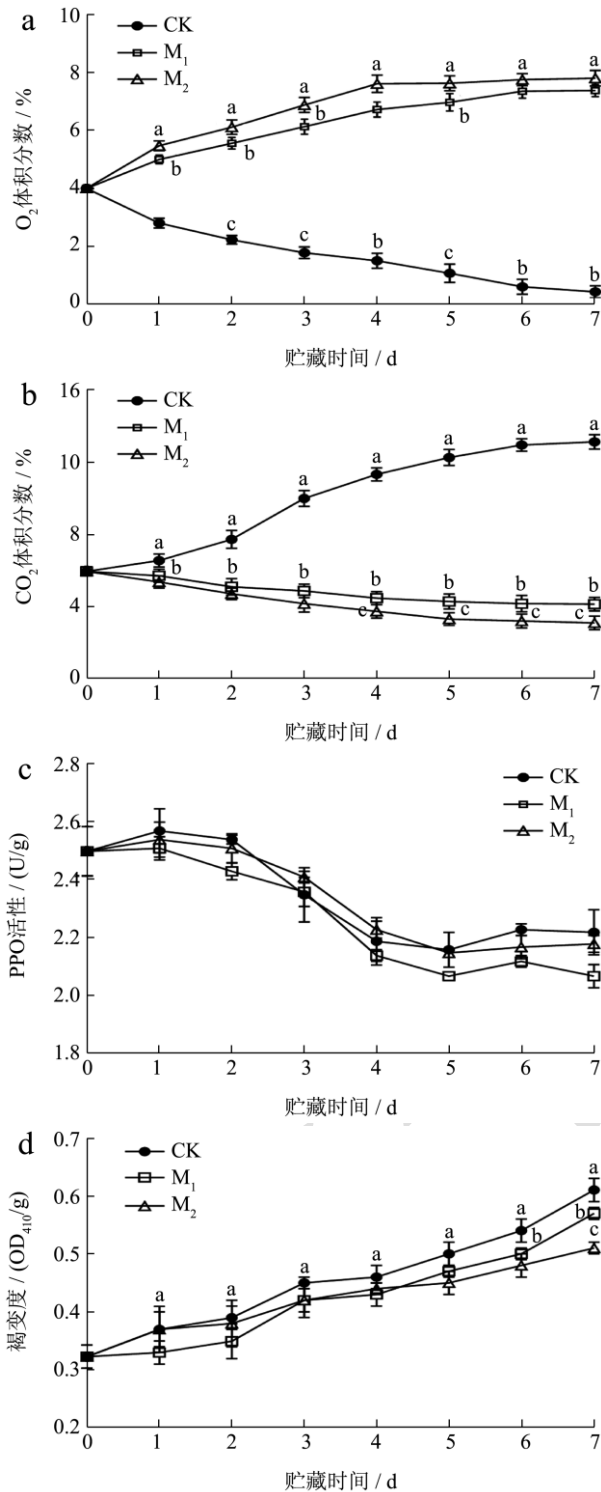 a
CK
M₁
M₂
O₂体积分数 / %
10
8
6
4
2
0
a a a a a a a
b b b b b
c c b c b b
0 1 2 3 4 5 6 7
贮藏时间 / d
b
CK
M₁
M₂
CO₂体积分数 / %
16
10
8
4
0
a a a a a a a
b b b b b b b
c c c c
0 1 2 3 4 5 6 7
贮藏时间 / d
c
CK
M₁
M₂
PPO活性 / (U/g)
2.8
2.6
2.4
2.2
2.0
1.8
0 1 2 3 4 5 6 7
贮藏时间 / d
d
CK
M₁
M₂
褐变度 / (OD₄₁₀/g)
0.7
0.6
0.5
0.4
0.3
0.2
a a a a a a a
b b
c
0 1 2 3 4 5 6 7
贮藏时间 / d